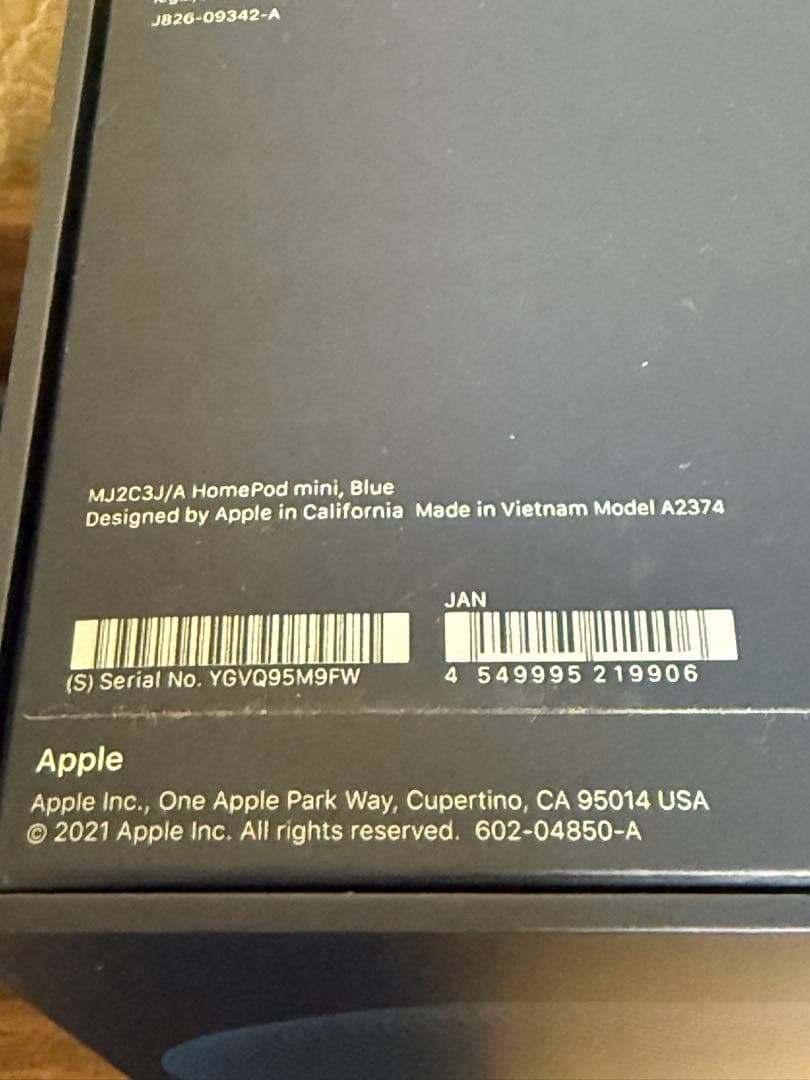 J826-09342-A
MJ2C3J/A HomePod mini, Blue
Designed by Apple in California Made in Vietnam Model A2374
JAN
(S) Serial No. YGVQ95M9FW
4 549995 219906
Apple
Apple Inc., One Apple Park Way, Cupertino, CA 95014 USA
© 2021 Apple Inc. All rights reserved. 602-04850-A